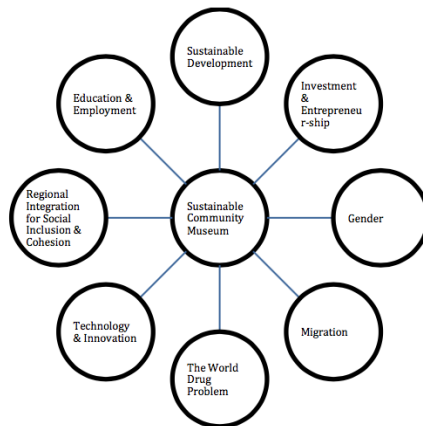 Sustainable
Development
Education &
Employment
Investment
&
Entrepreneu
r-ship
Regional
Integration
for Social
Inclusion &
Cohesion
Sustainable
Community
Museum
Gender
Technology
& Innovation
Migration
The World
Drug
Problem